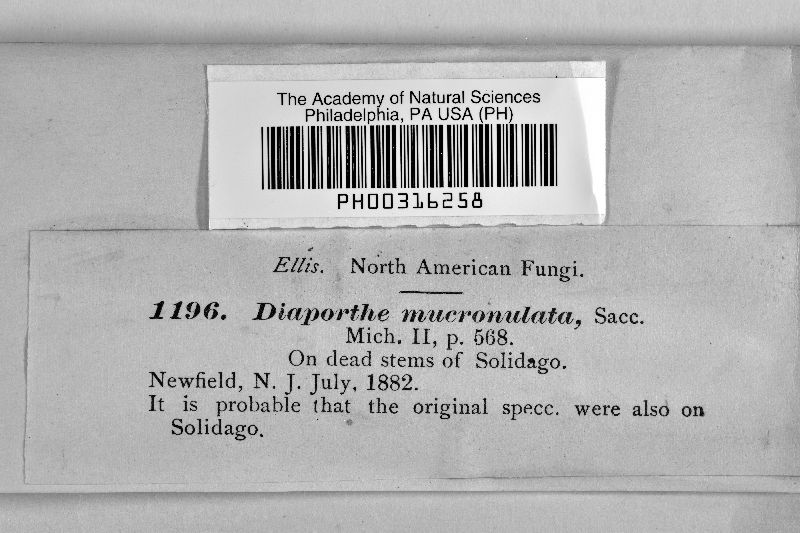 The Academy of Natural Sciences
Philadelphia, PA USA (PH)
PH00316258
Ellis. North American Fungi.
1196. Diaporthe mucronulata, Sacc.
Mich. II, p. 568.
On dead stems of Solidago.
Newfield, N. J. July, 1882.
It is probable that the original specc. were also on
Solidago.